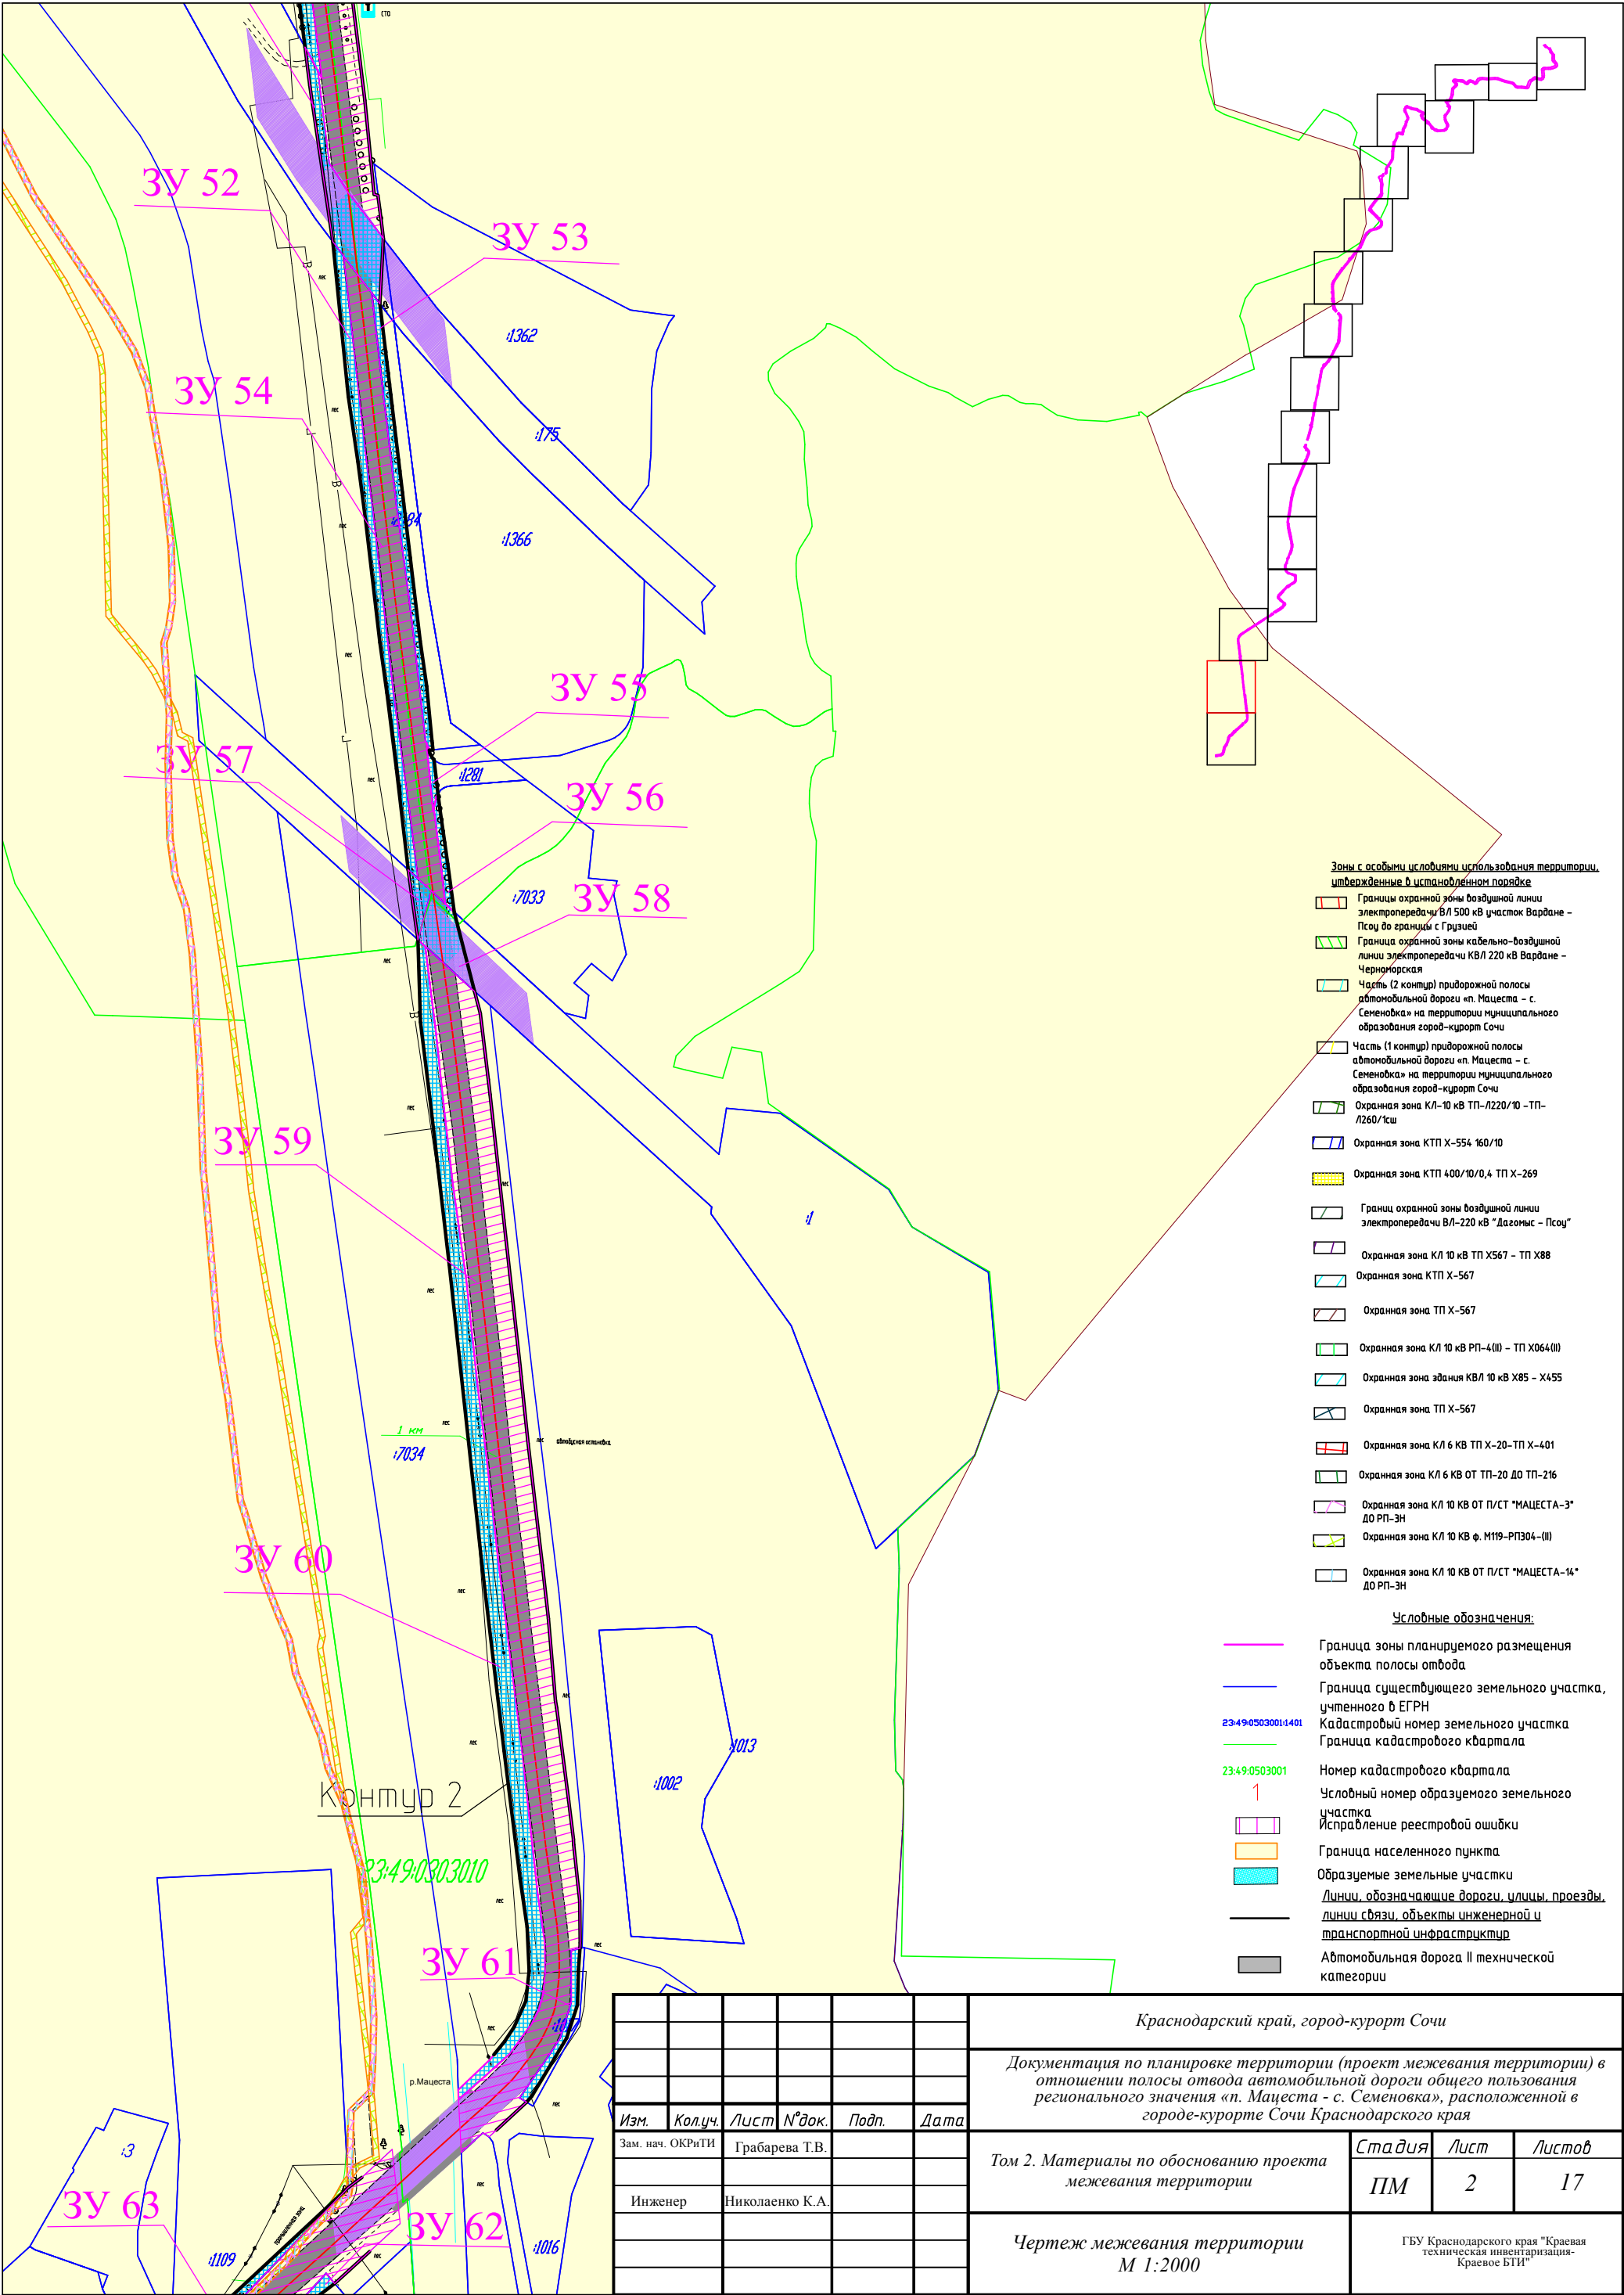 СТО
ЗУ 52
ЗУ 53
:1362
ЗУ 54
:175
:1366
ЗУ 55
ЗУ 57
:1281
ЗУ 56
:7033
ЗУ 58
ЗУ 59
:1
1 км
:7034
автобусная остановка
ЗУ 60
:1013
:1002
Контур 2
23:49:0303010
ЗУ 61
р.Мацеста
:3
ЗУ 63
ЗУ 62
:1109
:1016
лес
Зоны с особыми условиями использования территории,
утвержденные в установленном порядке
Границы охранной зоны воздушной линии
электропередачи ВЛ 500 кВ участок Вардане –
Псоу до границы с Грузией
Граница охранной зоны кабельно-воздушной
линии электропередачи КВЛ 220 кВ Вардане –
Черноморская
Часть (2 контур) придорожной полосы
автомобильной дороги «п. Мацеста – с.
Семеновка» на территории муниципального
образования город-курорт Сочи
Часть (1 контур) придорожной полосы
автомобильной дороги «п. Мацеста – с.
Семеновка» на территории муниципального
образования город-курорт Сочи
Охранная зона КЛ-10 кВ ТП-Л220/10 -ТП-
Л260/1сш
Охранная зона КТП Х-554 160/10
Охранная зона КТП 400/10/0,4 ТП Х-269
Границ охранной зоны воздушной линии
электропередачи ВЛ-220 кВ "Дагомыс – Псоу"
Охранная зона КЛ 10 кВ ТП Х567 - ТП Х88
Охранная зона КТП Х-567
Охранная зона ТП Х-567
Охранная зона КЛ 10 кВ РП-4(II) - ТП Х064(II)
Охранная зона здания КВЛ 10 кВ Х85 - Х455
Охранная зона ТП Х-567
Охранная зона КЛ 6 КВ ТП Х-20-ТП Х-401
Охранная зона КЛ 6 КВ ОТ ТП-20 ДО ТП-216
Охранная зона КЛ 10 КВ ОТ П/СТ "МАЦЕСТА-3"
ДО РП-3Н
Охранная зона КЛ 10 КВ ф. М119-РП304-(II)
Охранная зона КЛ 10 КВ ОТ П/СТ "МАЦЕСТА-14"
ДО РП-3Н
Условные обозначения:
Граница зоны планируемого размещения
объекта полосы отвода
Граница существующего земельного участка,
учтенного в ЕГРН
23:49:0503001:1401 Кадастровый номер земельного участка
Граница кадастрового квартала
23:49:0503001 Номер кадастрового квартала
1 Условный номер образуемого земельного
участка
Исправление реестровой ошибки
Граница населенного пункта
Образуемые земельные участки
Линии, обозначающие дороги, улицы, проезды,
линии связи, объекты инженерной и
транспортной инфраструктур
Автомобильная дорога II технической
категории
Краснодарский край, город-курорт Сочи
Документация по планировке территории (проект межевания территории) в
отношении полосы отвода автомобильной дороги общего пользования
регионального значения «п. Мацеста - с. Семеновка», расположенной в
городе-курорте Сочи Краснодарского края
Изм. Кол.уч. Лист №док. Подп. Дата
Зам. нач. ОКРиТИ Грабарева Т.В.
Инженер Николаенко К.А.
Том 2. Материалы по обоснованию проекта
межевания территории
Стадия Лист Листов
ПМ 2 17
Чертеж межевания территории
М 1:2000
ГБУ Краснодарского края "Краевая
техническая инвентаризация-
Краевое БТИ"